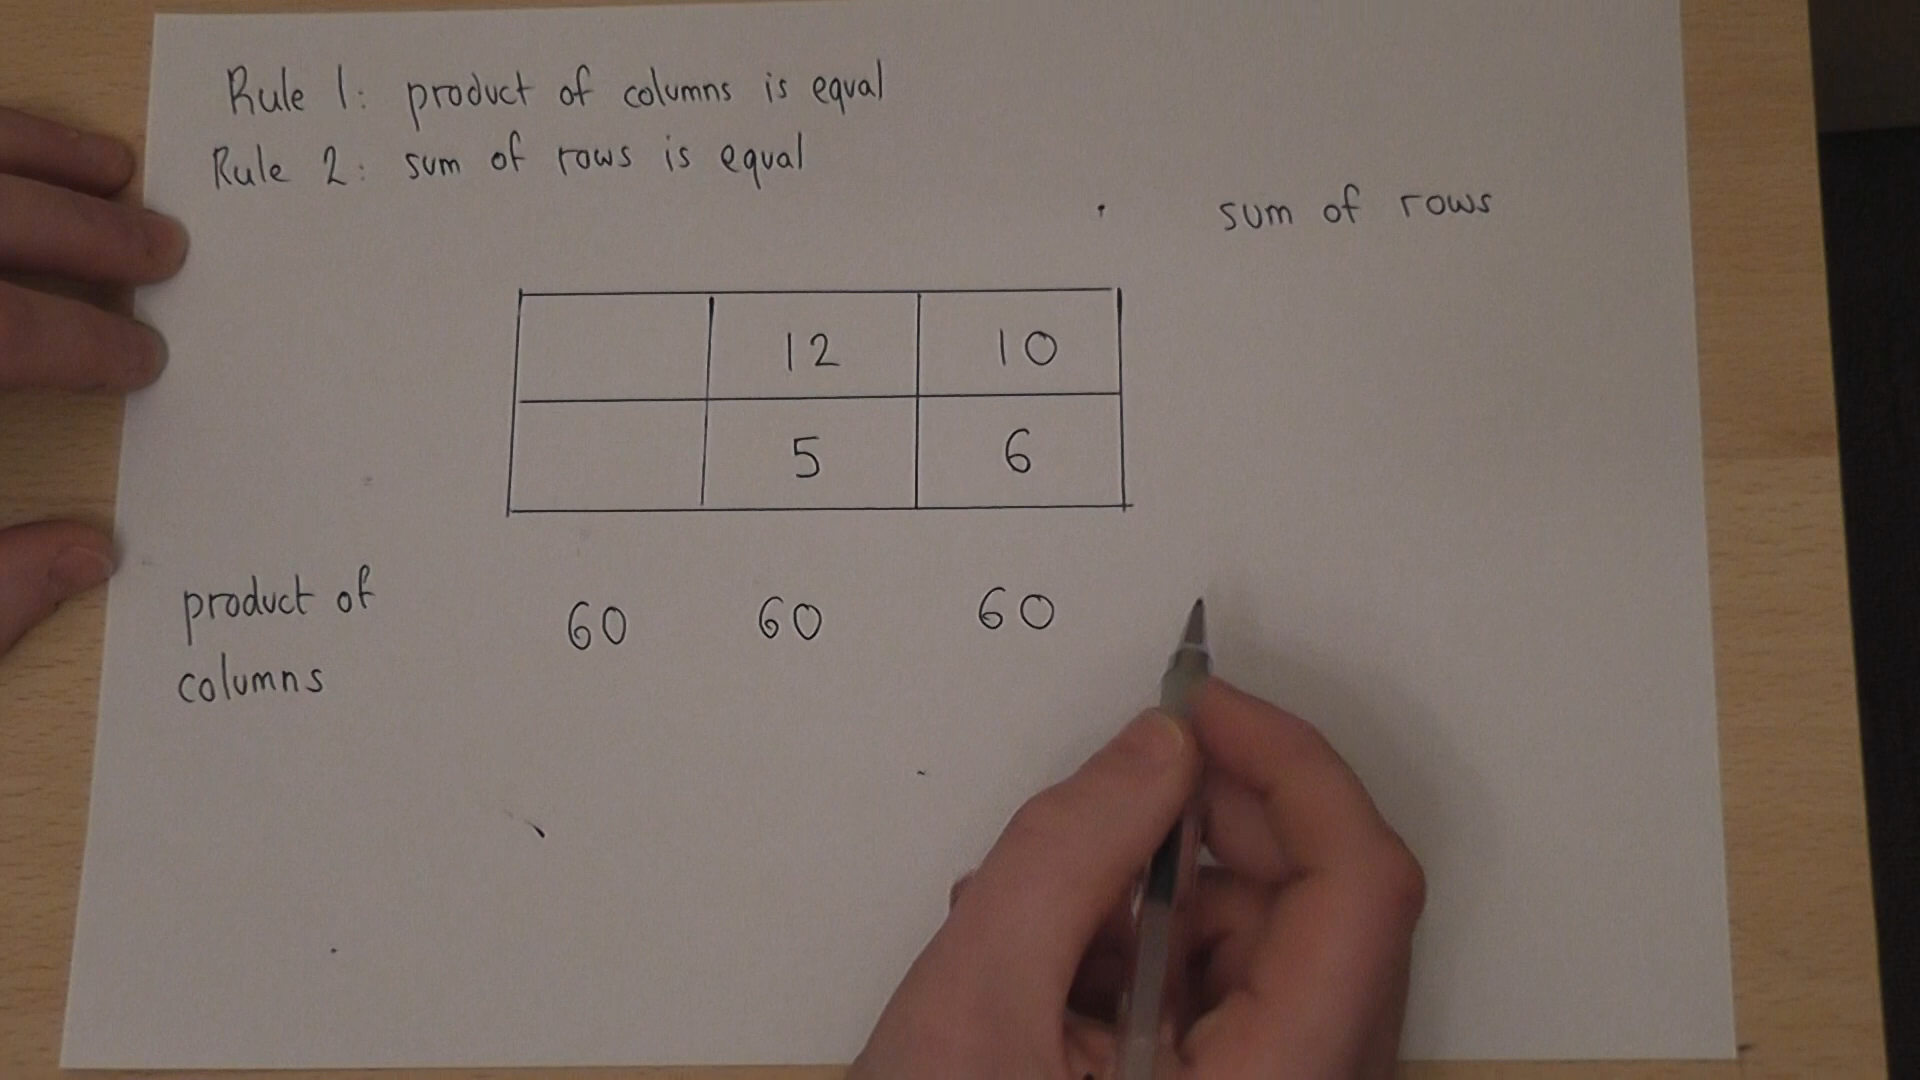 Rule 1: product of columns is equal
Rule 2: sum of rows is equal
sum of rows
12 10
5 6
product of
columns
60 60 60